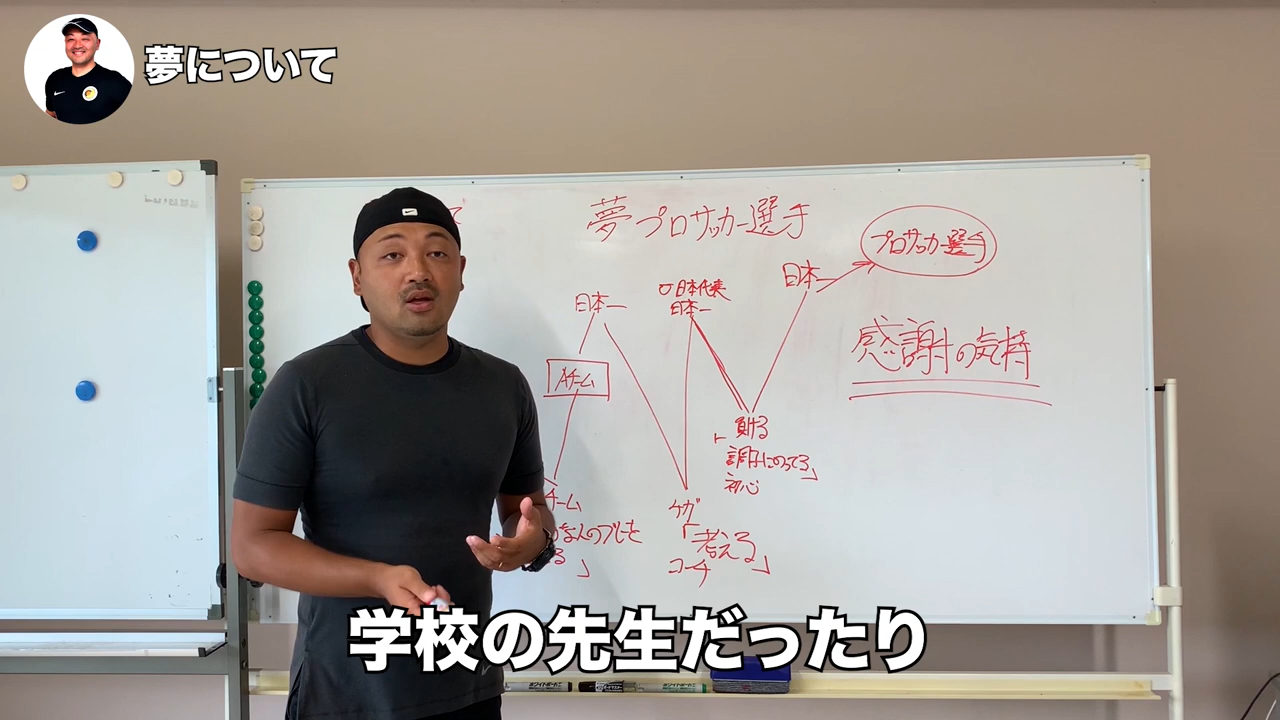 夢について
夢 プロサッカー選手
プロサッカー選手
日本一
日本一
日本代表
日本一
Aチーム
感謝の気持
負ける
「調子にのってる」
初心
チーム
ケガ
「考える」
コーチ
学校の先生だったり